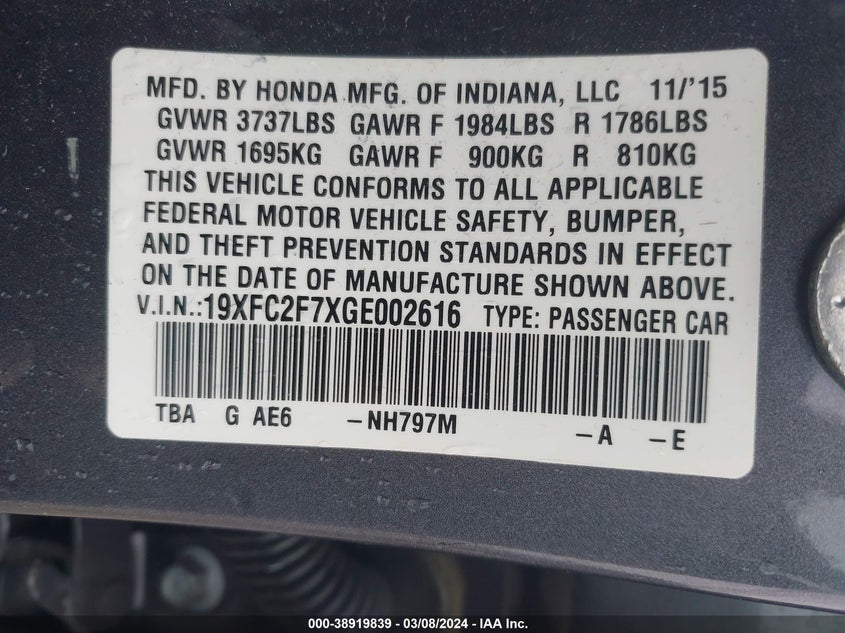 MFD. BY HONDA MFG. OF INDIANA, LLC 11/'15
GVWR 3737LBS GAWR F 1984LBS R 1786LBS
GVWR 1695KG GAWR F 900KG R 810KG
THIS VEHICLE CONFORMS TO ALL APPLICABLE
FEDERAL MOTOR VEHICLE SAFETY, BUMPER,
AND THEFT PREVENTION STANDARDS IN EFFECT
ON THE DATE OF MANUFACTURE SHOWN ABOVE.
V.I.N.:19XFC2F7XGE002616 TYPE: PASSENGER CAR
TBA G AE6 -NH797M -A -E
000-38919839 / 03/08/2024 / IAA Inc.